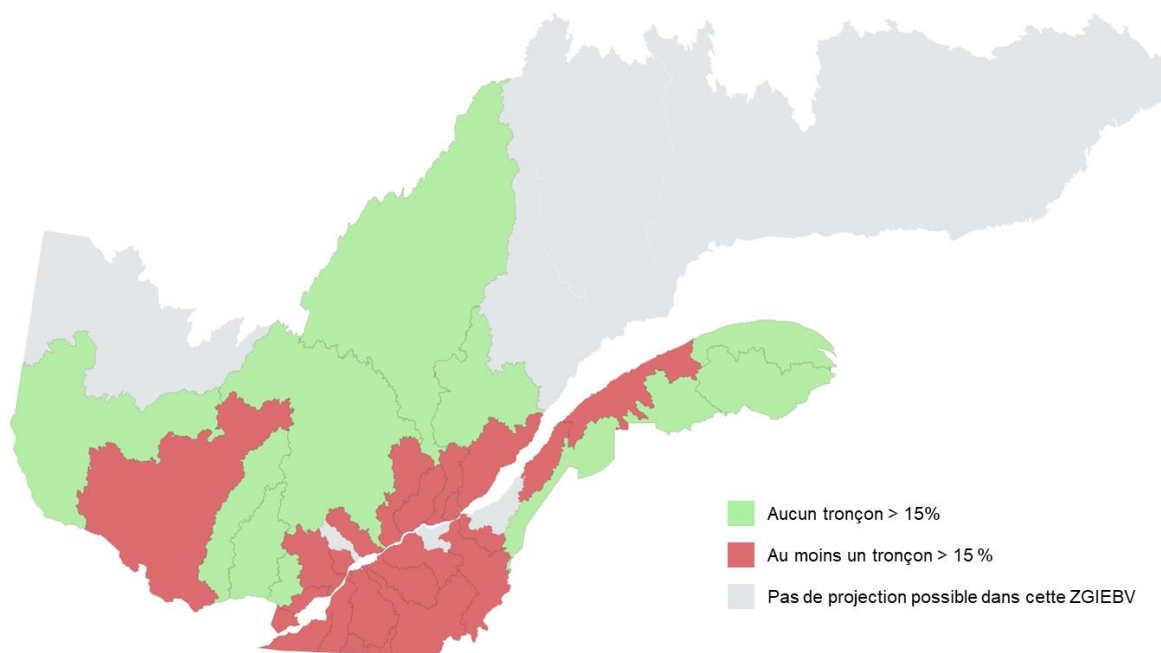 Aucun tronçon > 15%
Au moins un tronçon > 15 %
Pas de projection possible dans cette ZGIEBV